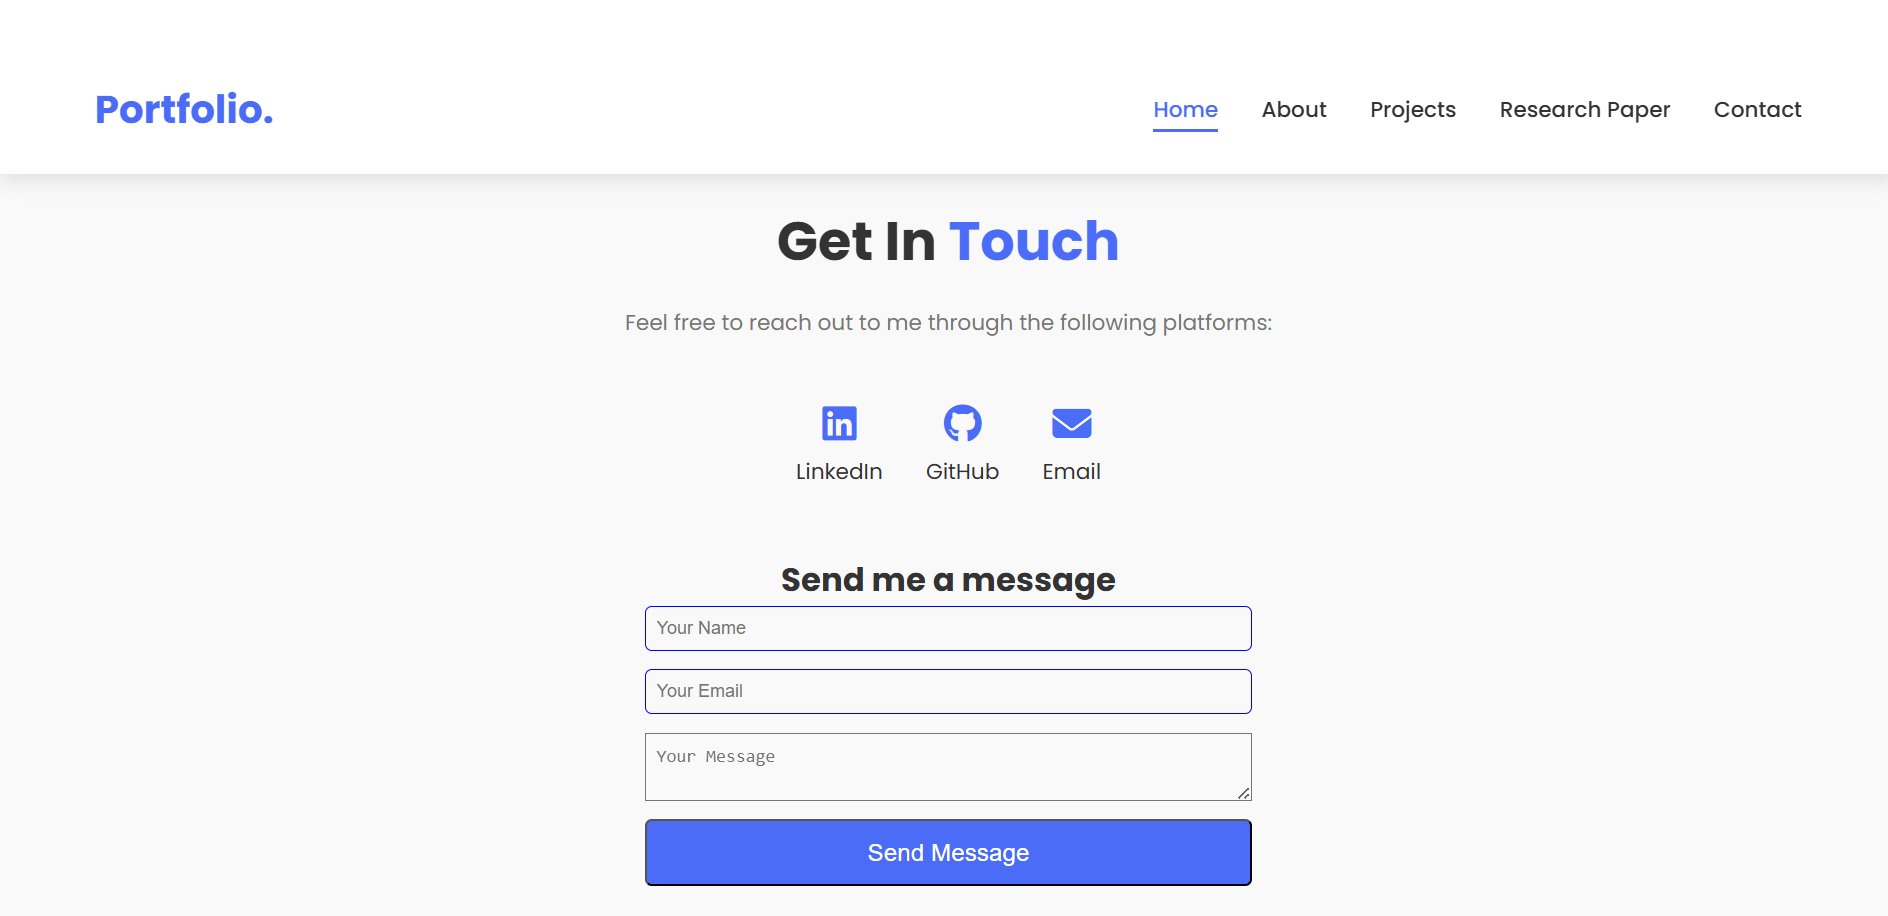 Portfolio.
Home About Projects Research Paper Contact
Get In Touch
Feel free to reach out to me through the following platforms:
LinkedIn GitHub Email
Send me a message
Your Name
Your Email
Your Message
Send Message